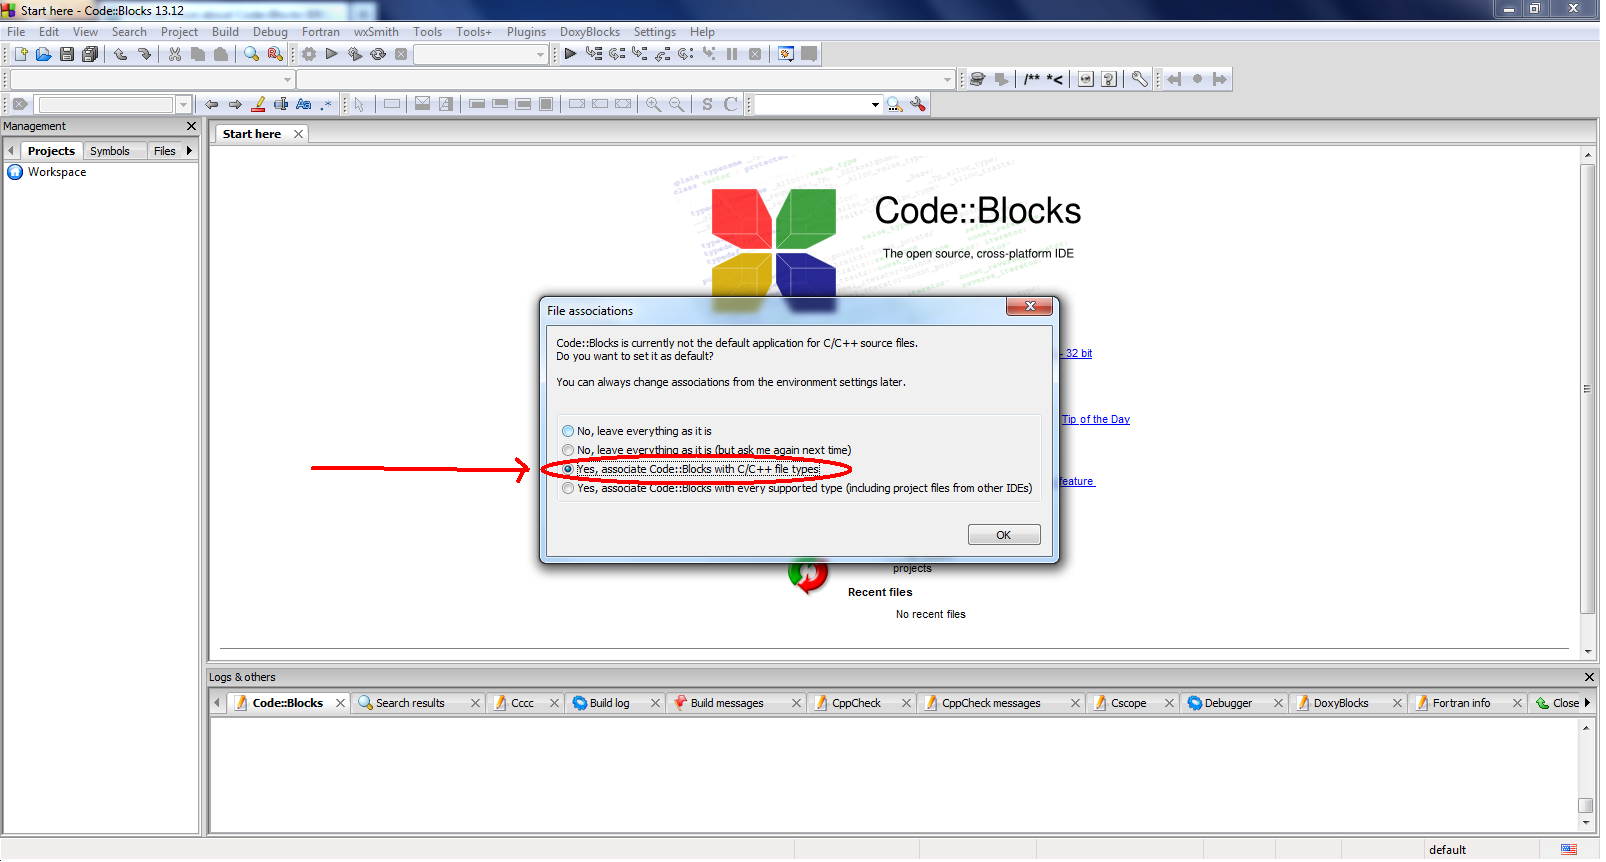 Start here - Code::Blocks 13.12
File Edit View Search Project Build Debug Fortran wxSmith Tools Tools+ Plugins DoxyBlocks Settings Help
/** *<
Aa .*
S C
Management
Start here
Projects Symbols Files
Workspace
Code::Blocks
The open source, cross-platform IDE
File associations
Code::Blocks is currently not the default application for C/C++ source files.
Do you want to set it as default?
- 32 bit
You can always change associations from the environment settings later.
Tip of the Day
No, leave everything as it is
No, leave everything as it is (but ask me again next time)
Yes, associate Code::Blocks with C/C++ file types
feature
Yes, associate Code::Blocks with every supported type (including project files from other IDEs)
OK
projects
Recent files
No recent files
Logs & others
Code::Blocks Search results Cccc Build log Build messages CppCheck CppCheck messages Cscope Debugger DoxyBlocks Fortran info Close
default